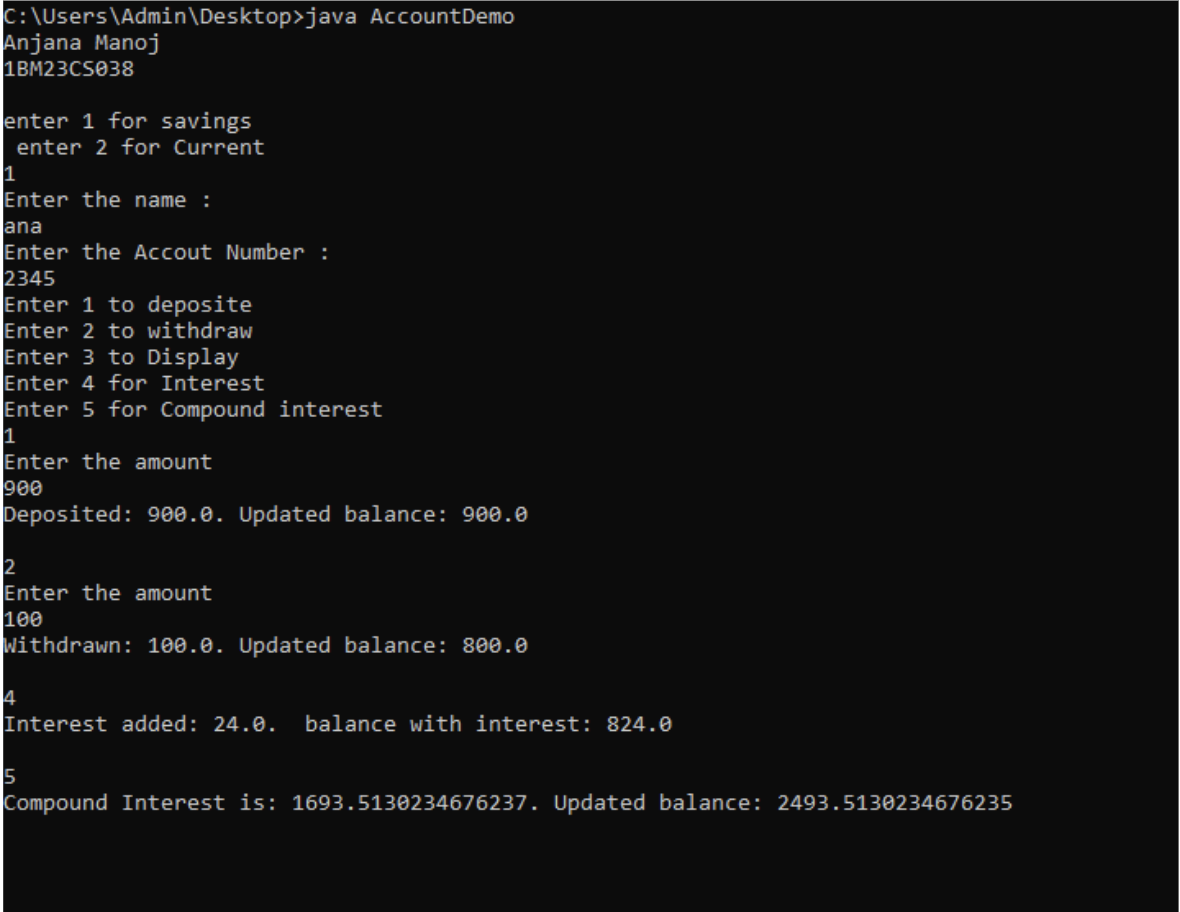 C:\Users\Admin\Desktop>java AccountDemo
Anjana Manoj
1BM23CS038
enter 1 for savings
 enter 2 for Current
1
Enter the name :
ana
Enter the Accout Number :
2345
Enter 1 to deposite
Enter 2 to withdraw
Enter 3 to Display
Enter 4 for Interest
Enter 5 for Compound interest
1
Enter the amount
900
Deposited: 900.0. Updated balance: 900.0
2
Enter the amount
100
Withdrawn: 100.0. Updated balance: 800.0
4
Interest added: 24.0.  balance with interest: 824.0
5
Compound Interest is: 1693.5130234676237. Updated balance: 2493.5130234676235